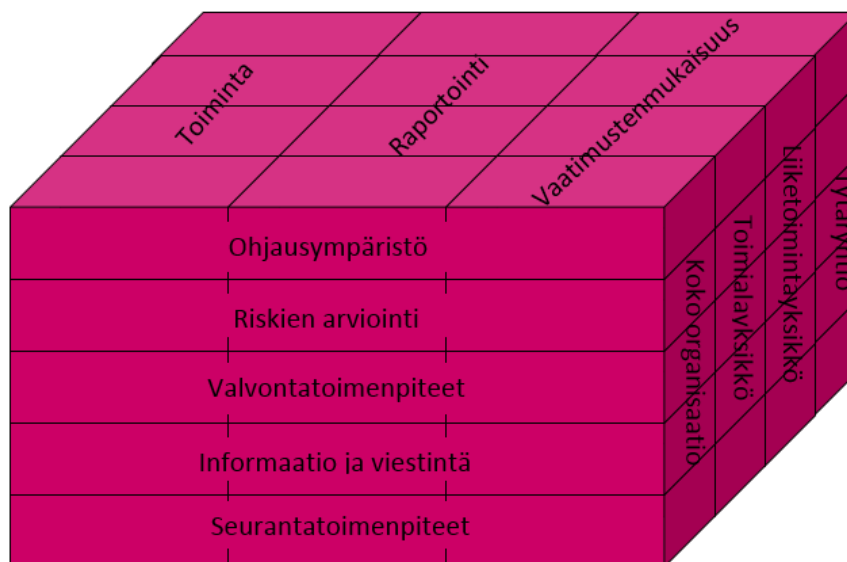 Toiminta
Raportointi
Vaatimustenmukaisuus
Ohjausympäristö
Riskien arviointi
Valvontatoimenpiteet
Informaatio ja viestintä
Seurantatoimenpiteet
Koko organisaatio
Toimialayksikkö
Liiketoimintayksikkö